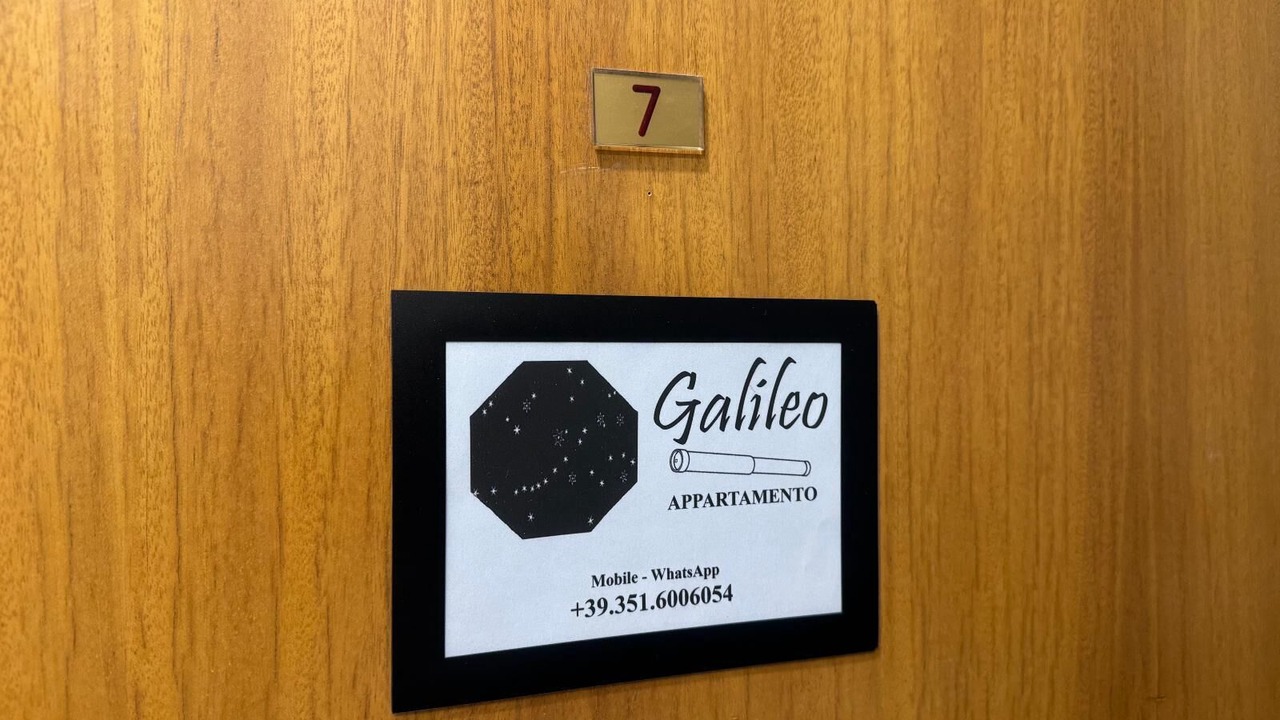 7
Galileo
APPARTAMENTO
Mobile - WhatsApp
+39.351.6006054